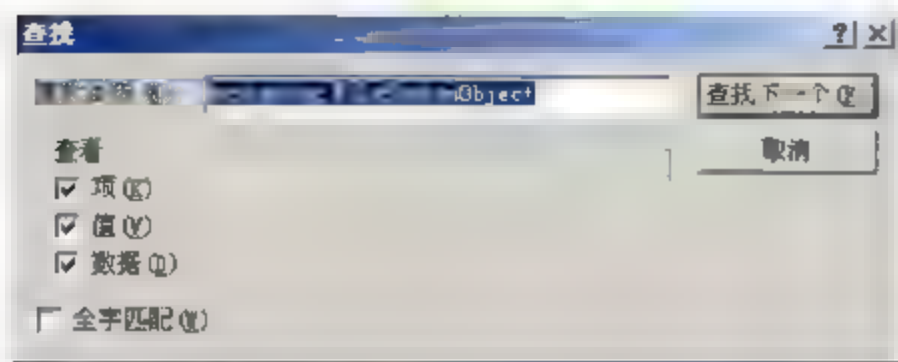 查找
Object
查找下一个(F)
取消
查看
项(K)
值(V)
数据(D)
全字匹配(W)